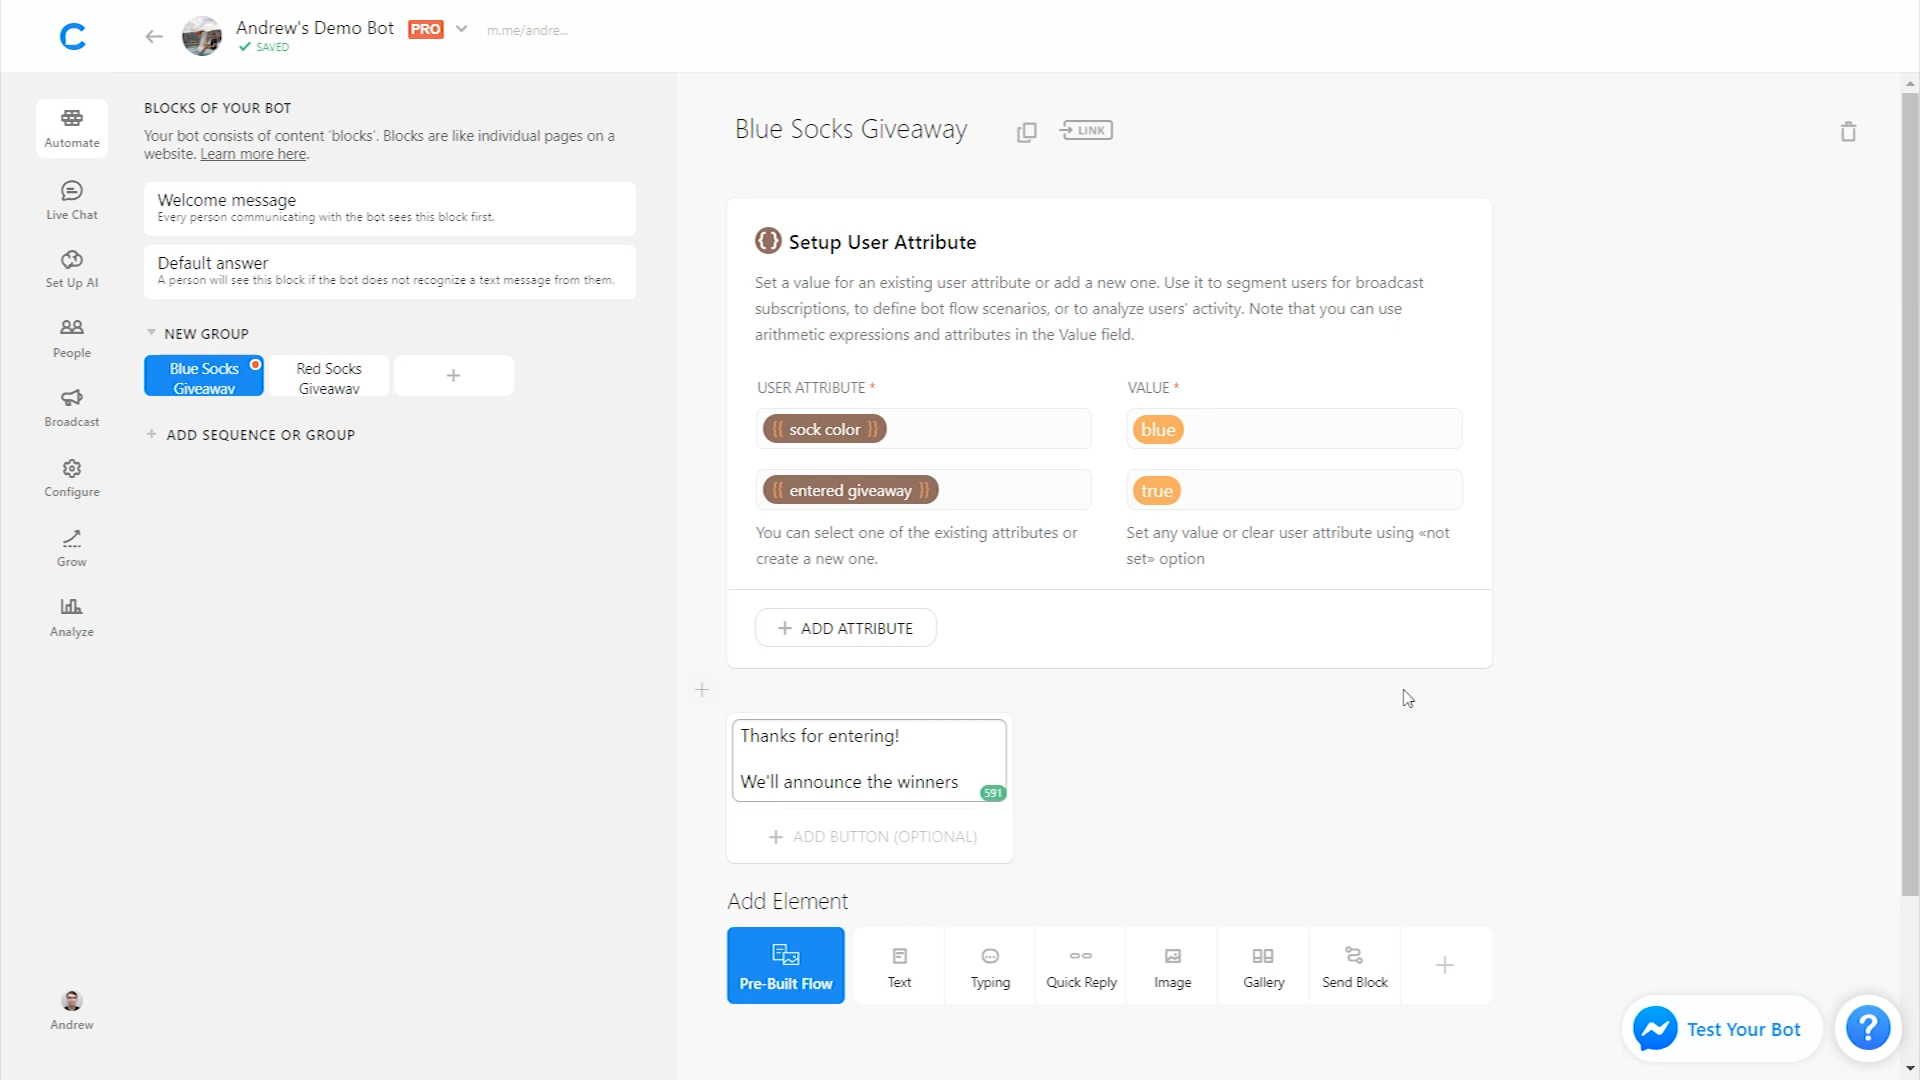 Andrew's Demo Bot PRO m.me/andre...
SAVED
Automate
Live Chat
Set Up AI
People
Broadcast
Configure
Grow
Analyze
Andrew
BLOCKS OF YOUR BOT
Your bot consists of content 'blocks'. Blocks are like individual pages on a
website. Learn more here.
Welcome message
Every person communicating with the bot sees this block first.
Default answer
A person will see this block if the bot does not recognize a text message from them.
NEW GROUP
Blue Socks
Giveaway
Red Socks
Giveaway
+
+ ADD SEQUENCE OR GROUP
Blue Socks Giveaway
LINK
{} Setup User Attribute
Set a value for an existing user attribute or add a new one. Use it to segment users for broadcast
subscriptions, to define bot flow scenarios, or to analyze users' activity. Note that you can use
arithmetic expressions and attributes in the Value field.
USER ATTRIBUTE * VALUE *
{{ sock color }} blue
{{ entered giveaway }} true
You can select one of the existing attributes or
create a new one.
Set any value or clear user attribute using «not
set» option
+ ADD ATTRIBUTE
+
Thanks for entering!
We'll announce the winners
591
+ ADD BUTTON (OPTIONAL)
Add Element
Pre-Built Flow
Text
Typing
Quick Reply
Image
Gallery
Send Block
+
Test Your Bot
?